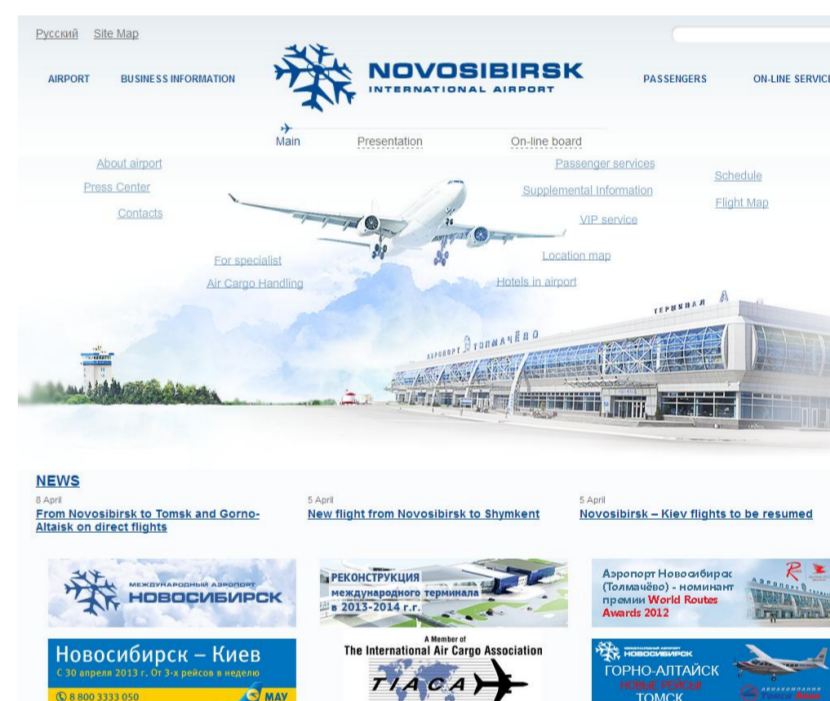 Русский Site Map
AIRPORT BUSINESS INFORMATION
NOVOSIBIRSK
INTERNATIONAL AIRPORT
PASSENGERS ON-LINE SERVIC
Main Presentation On-line board
About airport
Press Center
Contacts
For specialist
Air Cargo Handling
Passenger services
Supplemental Information
VIP service
Location map
Hotels in airport
Schedule
Flight Map
АЭРОПОРТ ТОЛМАЧЁВО
ТЕРМИНАЛ А
NEWS
8 April
From Novosibirsk to Tomsk and Gorno-
Altaisk on direct flights
5 April
New flight from Novosibirsk to Shymkent
5 April
Novosibirsk – Kiev flights to be resumed
МЕЖДУНАРОДНЫЙ АЭРОПОРТ
НОВОСИБИРСК
РЕКОНСТРУКЦИЯ
международного терминала
в 2013-2014 г.г.
Аэропорт Новосибирск
(Толмачёво) - номинант
премии World Routes
Awards 2012
Новосибирск – Киев
С 30 апреля 2013 г. От 3-х рейсов в неделю
8 800 3333 050
МАУ
A Member of
The International Air Cargo Association
TIACA
НОВОСИБИРСК
ГОРНО-АЛТАЙСК
НОВЫЕ РЕЙСЫ
ТОМСК